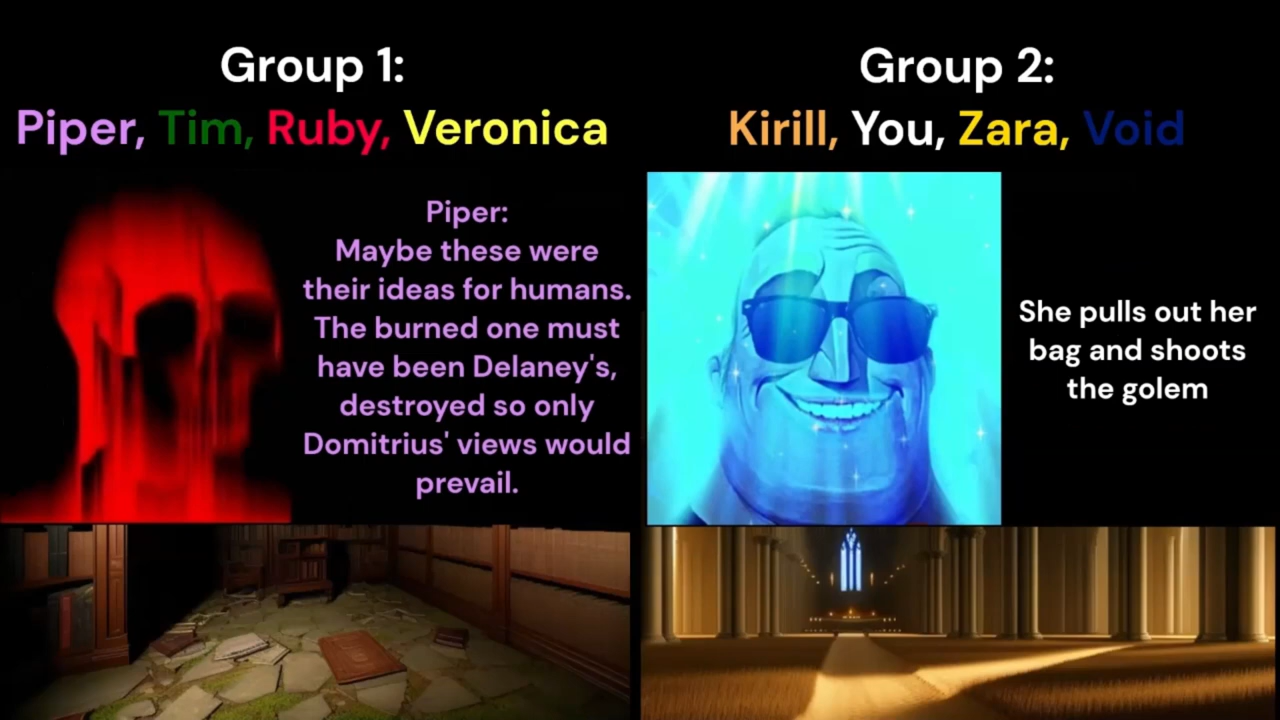 Group 1:
Piper, Tim, Ruby, Veronica
Piper:
Maybe these were
their ideas for humans.
The burned one must
have been Delaney's,
destroyed so only
Domitrius' views would
prevail.
Group 2:
Kirill, You, Zara, Void
She pulls out her
bag and shoots
the golem